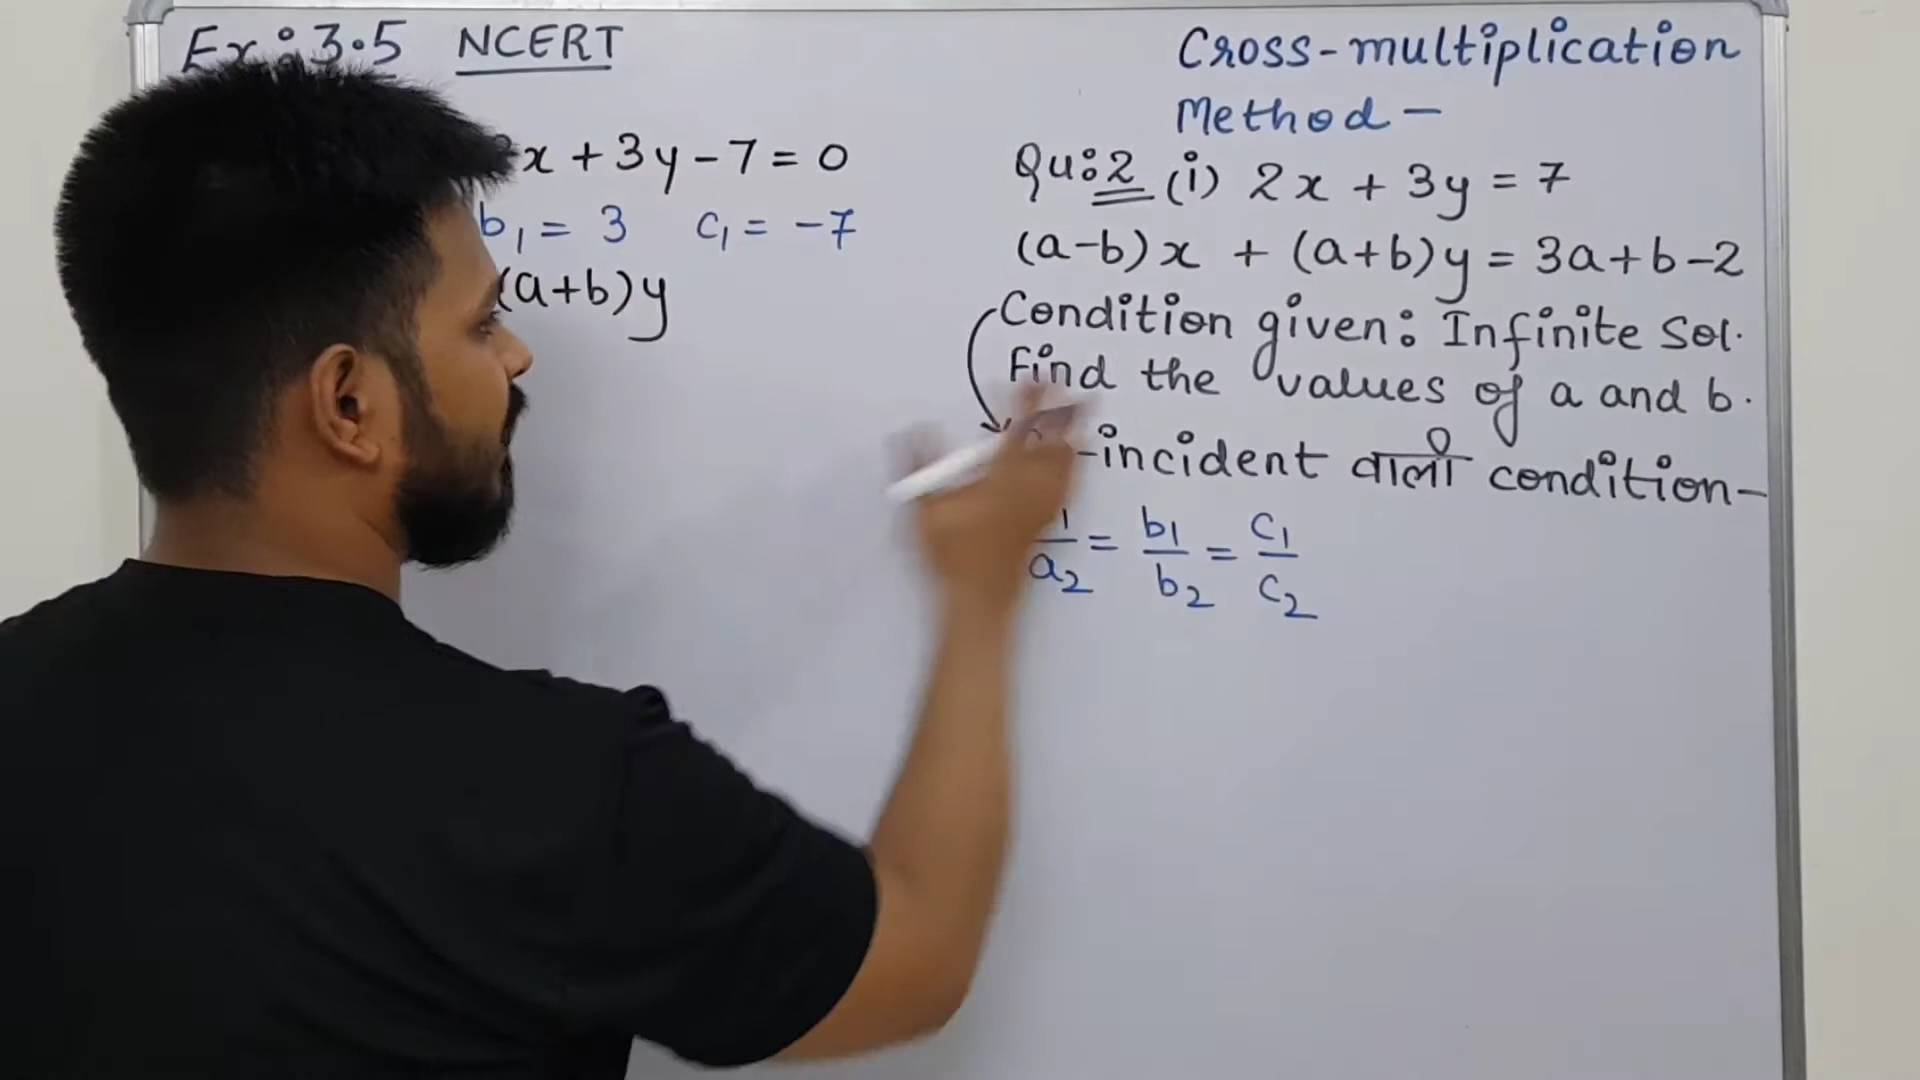 Ex:3.5 NCERT
x + 3y - 7 = 0
b₁ = 3 c₁ = -7
(a+b)y
Cross-multiplication
Method -
Qu:2 (i) 2x + 3y = 7
(a-b)x + (a+b)y = 3a+b-2
Condition given: Infinite Sol.
Find the values of a and b.
-incident वाली condition-
1/a₂ = b₁/b₂ = c₁/c₂